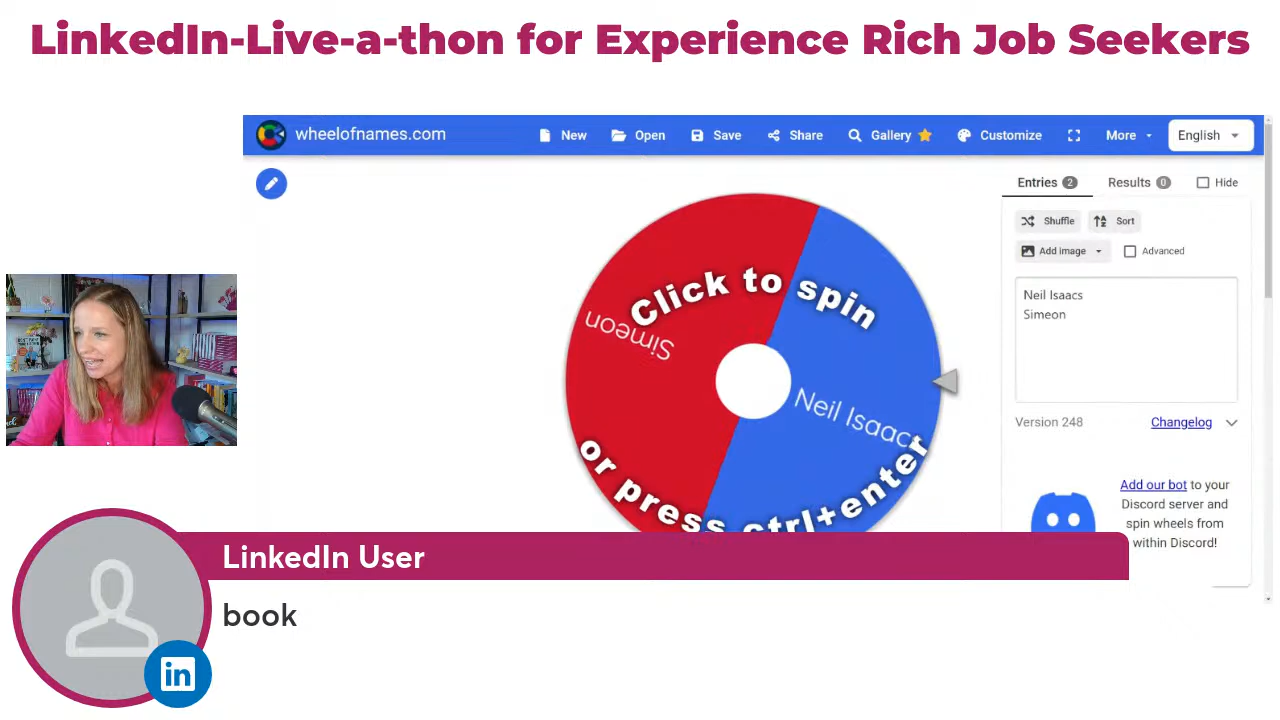 LinkedIn-Live-a-thon for Experience Rich Job Seekers
wheelofnames.com New Open Save Share Gallery Customize More English
Entries 2 Results 0 Hide
Shuffle Sort
Add image Advanced
Neil Isaacs
Simeon
Click to spin
Simeon
Neil Isaacs
or press ctrl+enter
Version 248 Changelog
Add our bot to your
Discord server and
spin wheels from
within Discord!
LinkedIn User
book
in